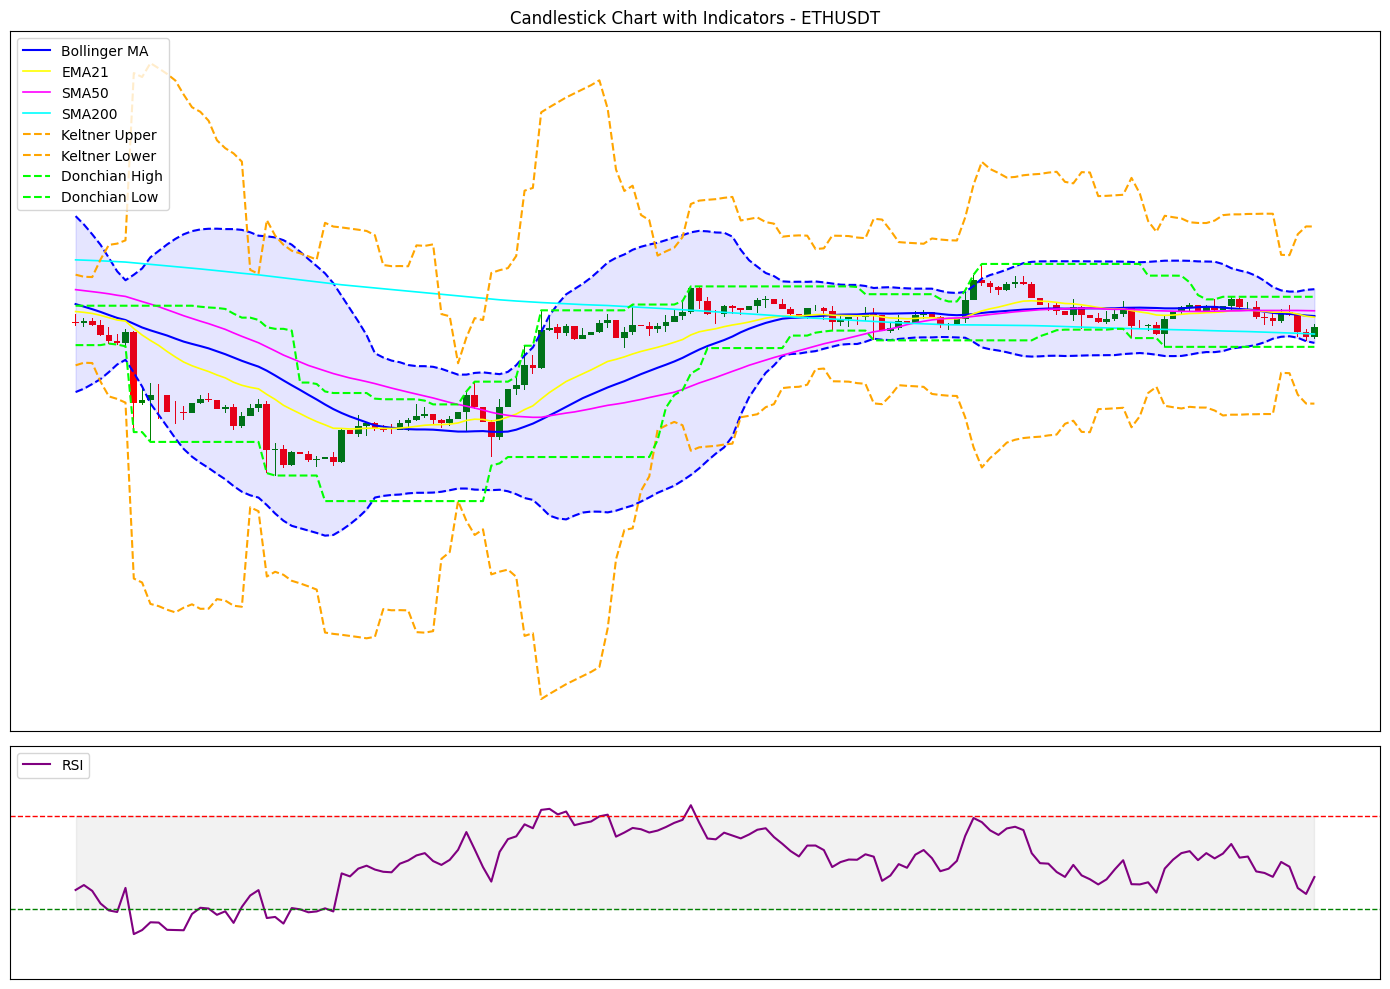 Candlestick Chart with Indicators - ETHUSDT
Bollinger MA
EMA21
SMA50
SMA200
Keltner Upper
Keltner Lower
Donchian High
Donchian Low
RSI